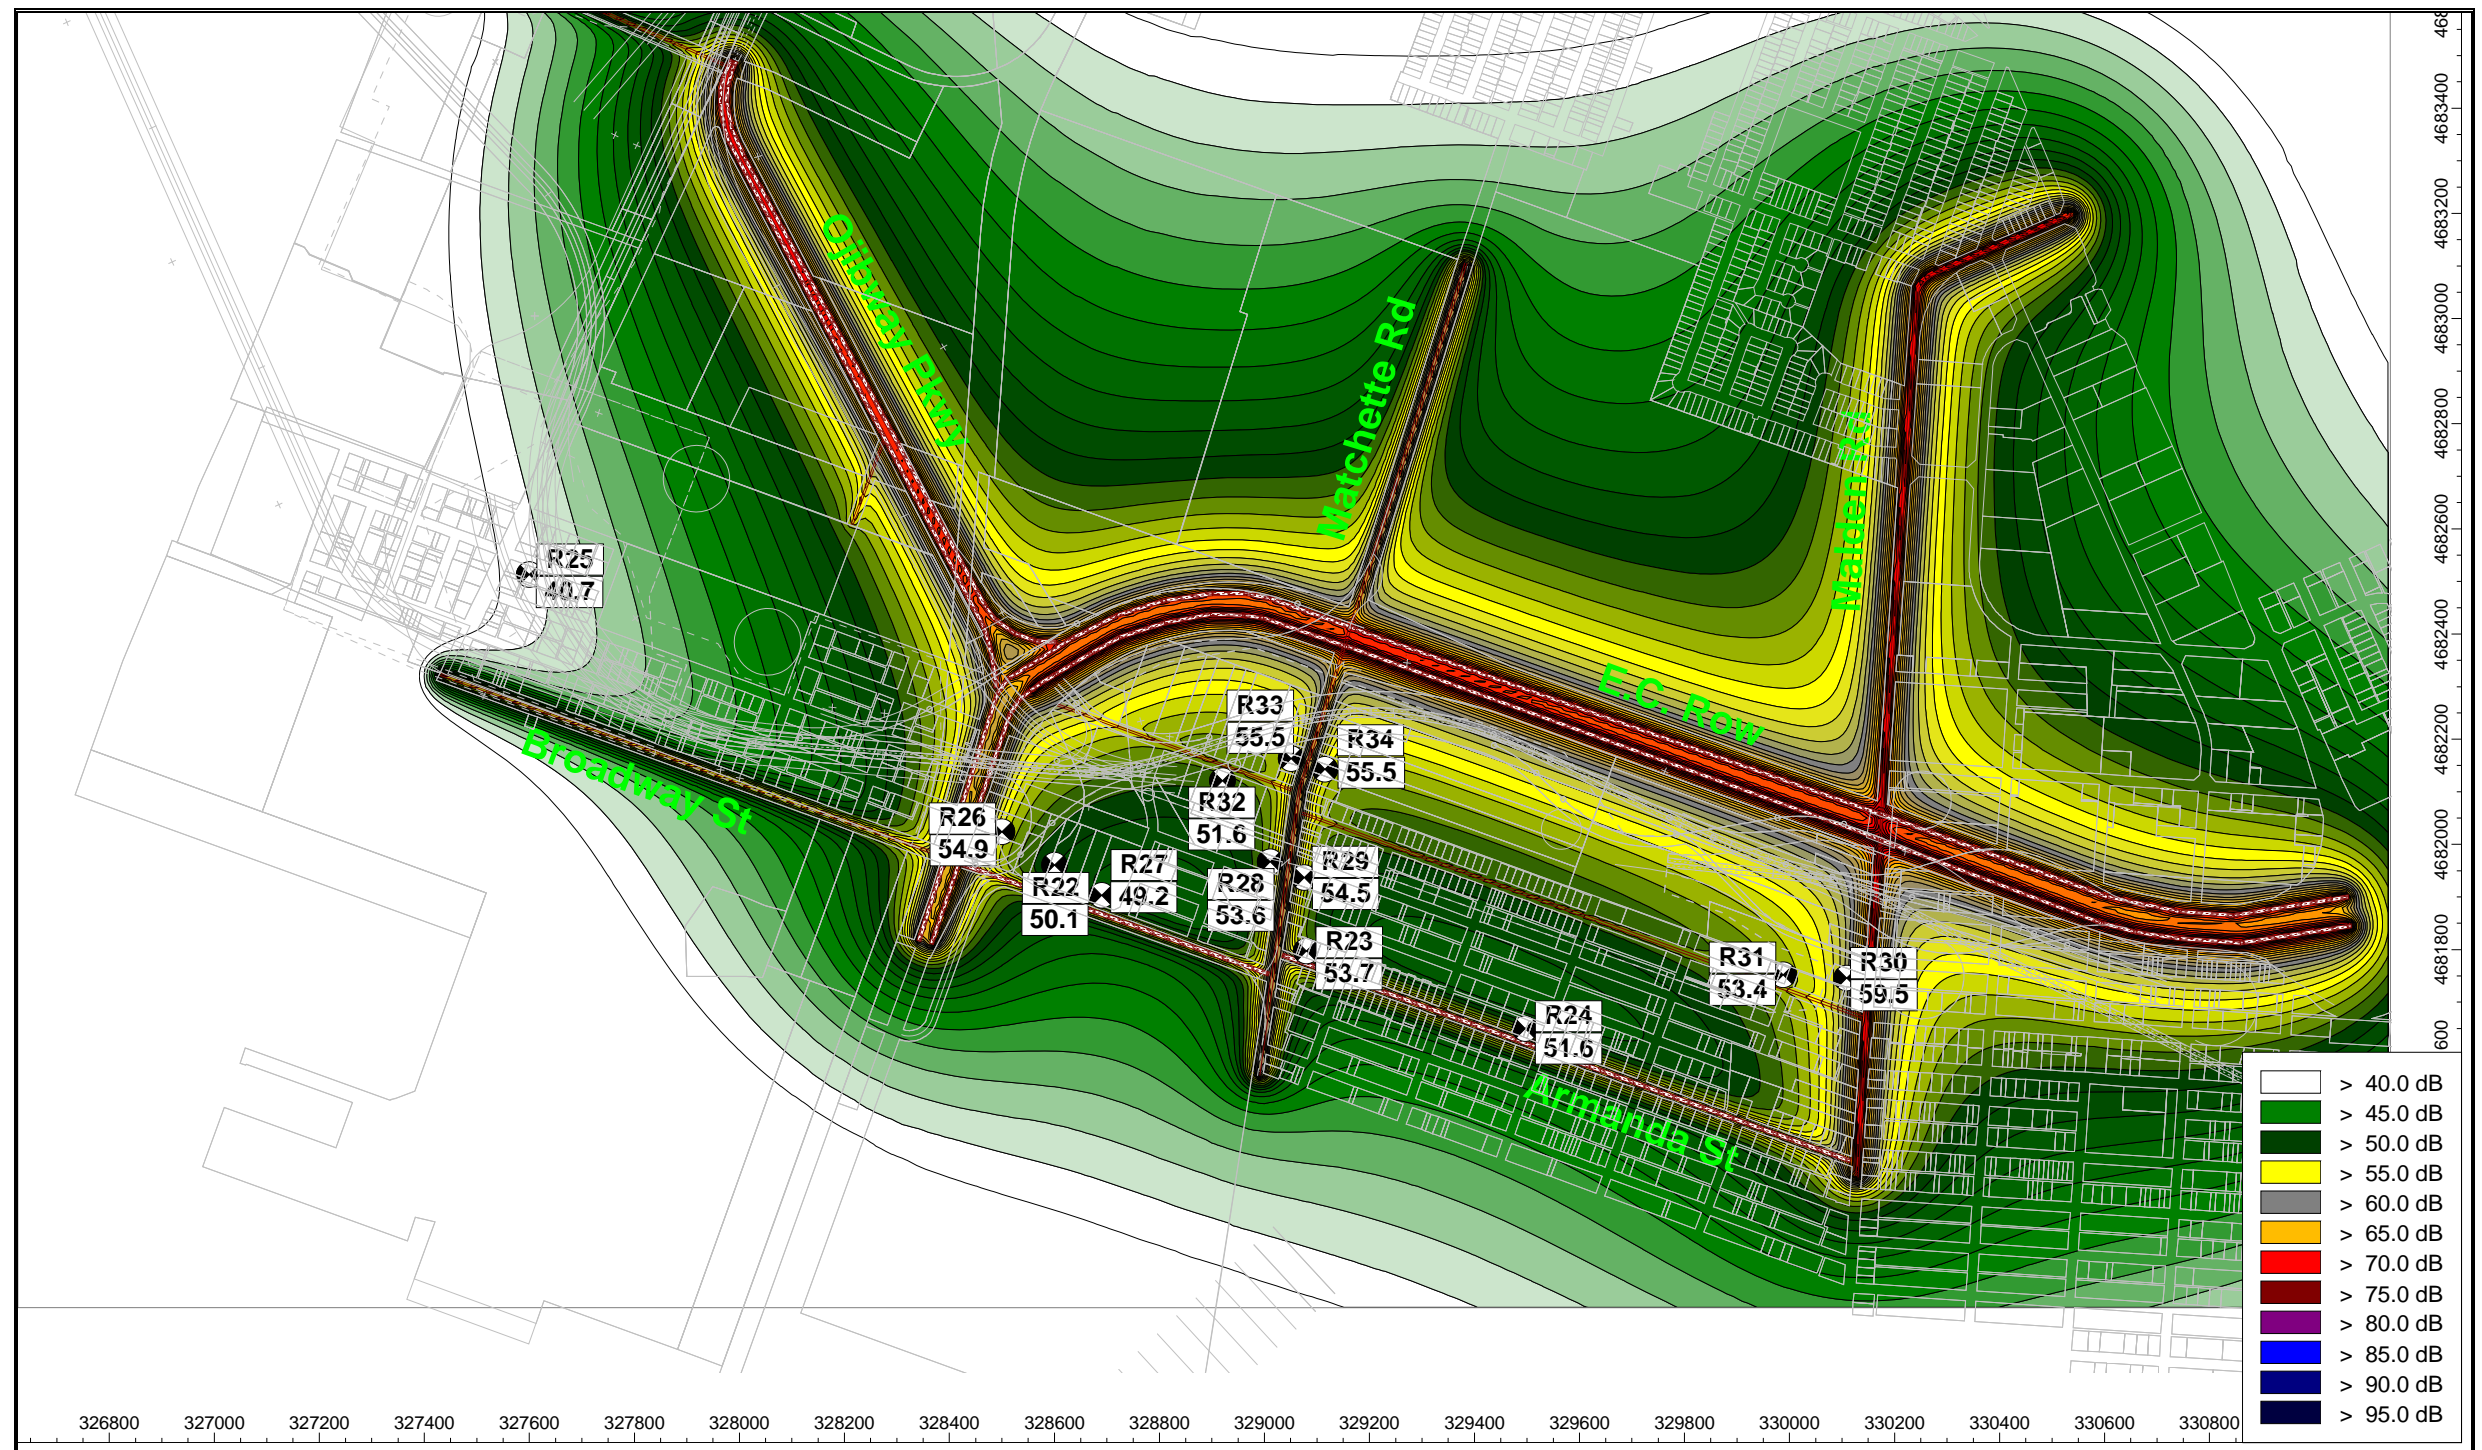 Ojibway Pkwy
Matchette Rd
Malden Rd
E.C. Row
Broadway St
Armanda St
R25
40.7
R33
55.5
R34
55.5
R32
51.6
R26
54.9
R22
50.1
R27
49.2
R28
53.6
R29
54.5
R23
53.7
R24
51.6
R31
53.4
R30
59.5
4683400
4683200
4683000
4682800
4682600
4682400
4682200
4682000
4681800
> 40.0 dB
> 45.0 dB
> 50.0 dB
> 55.0 dB
> 60.0 dB
> 65.0 dB
> 70.0 dB
> 75.0 dB
> 80.0 dB
> 85.0 dB
> 90.0 dB
> 95.0 dB
326800 327000 327200 327400 327600 327800 328000 328200 328400 328600 328800 329000 329200 329400 329600 329800 330000 330200 330400 330600 330800